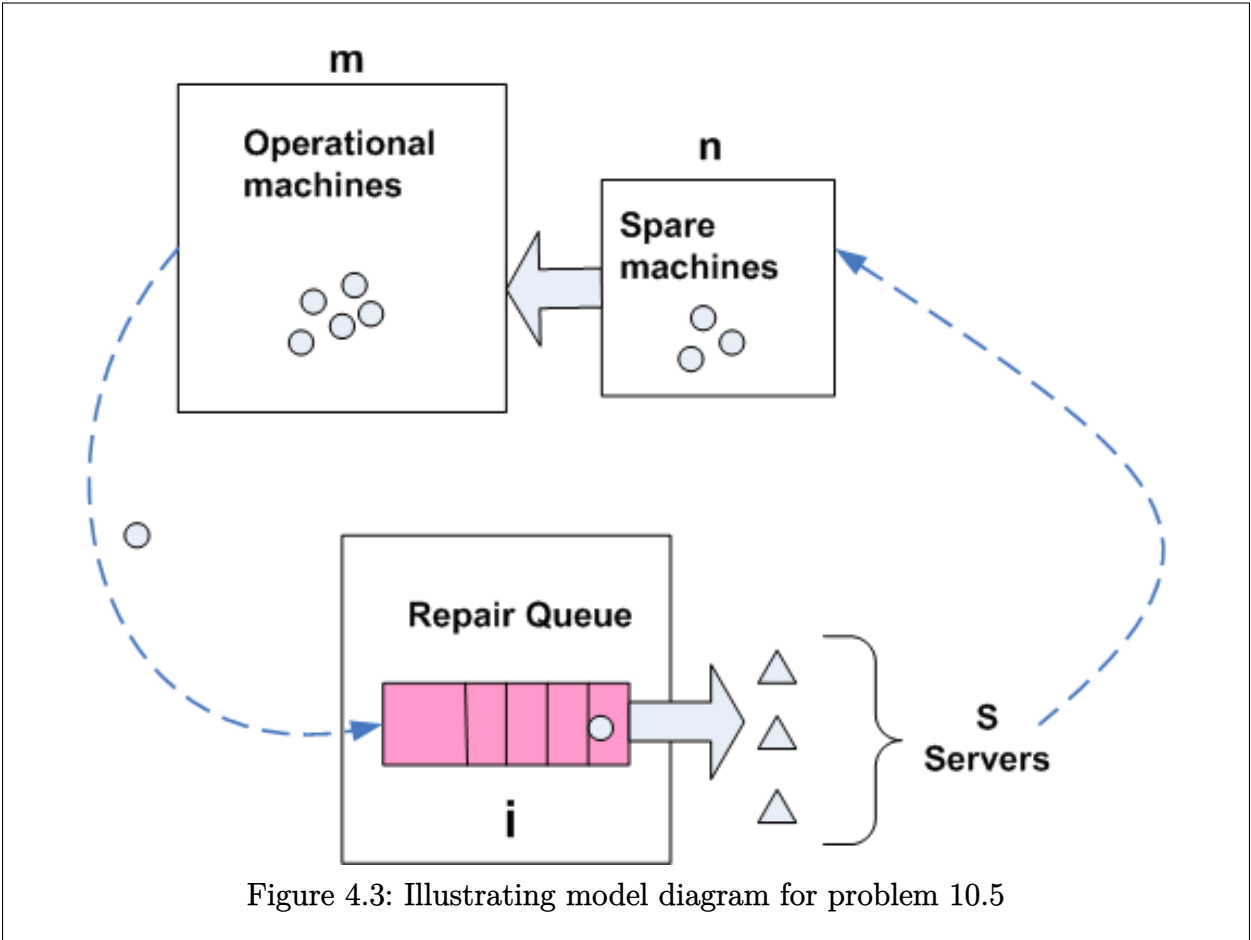 m
Operational
machines
n
Spare
machines
Repair Queue
i
S
Servers
Figure 4.3: Illustrating model diagram for problem 10.5